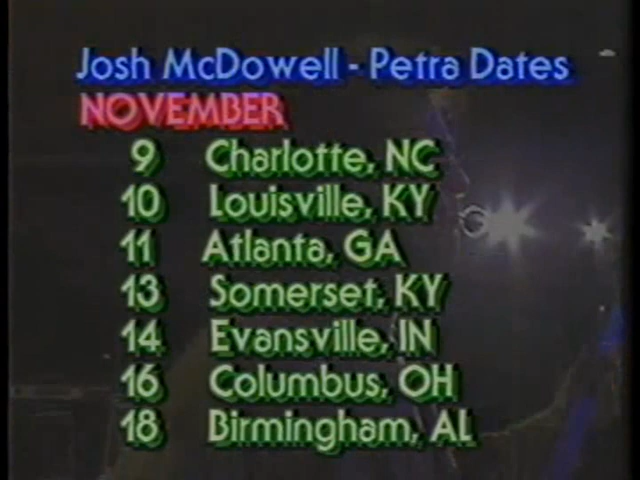 Josh McDowell - Petra Dates
NOVEMBER
9 Charlotte, NC
10 Louisville, KY
11 Atlanta, GA
13 Somerset, KY
14 Evansville, IN
16 Columbus, OH
18 Birmingham, AL